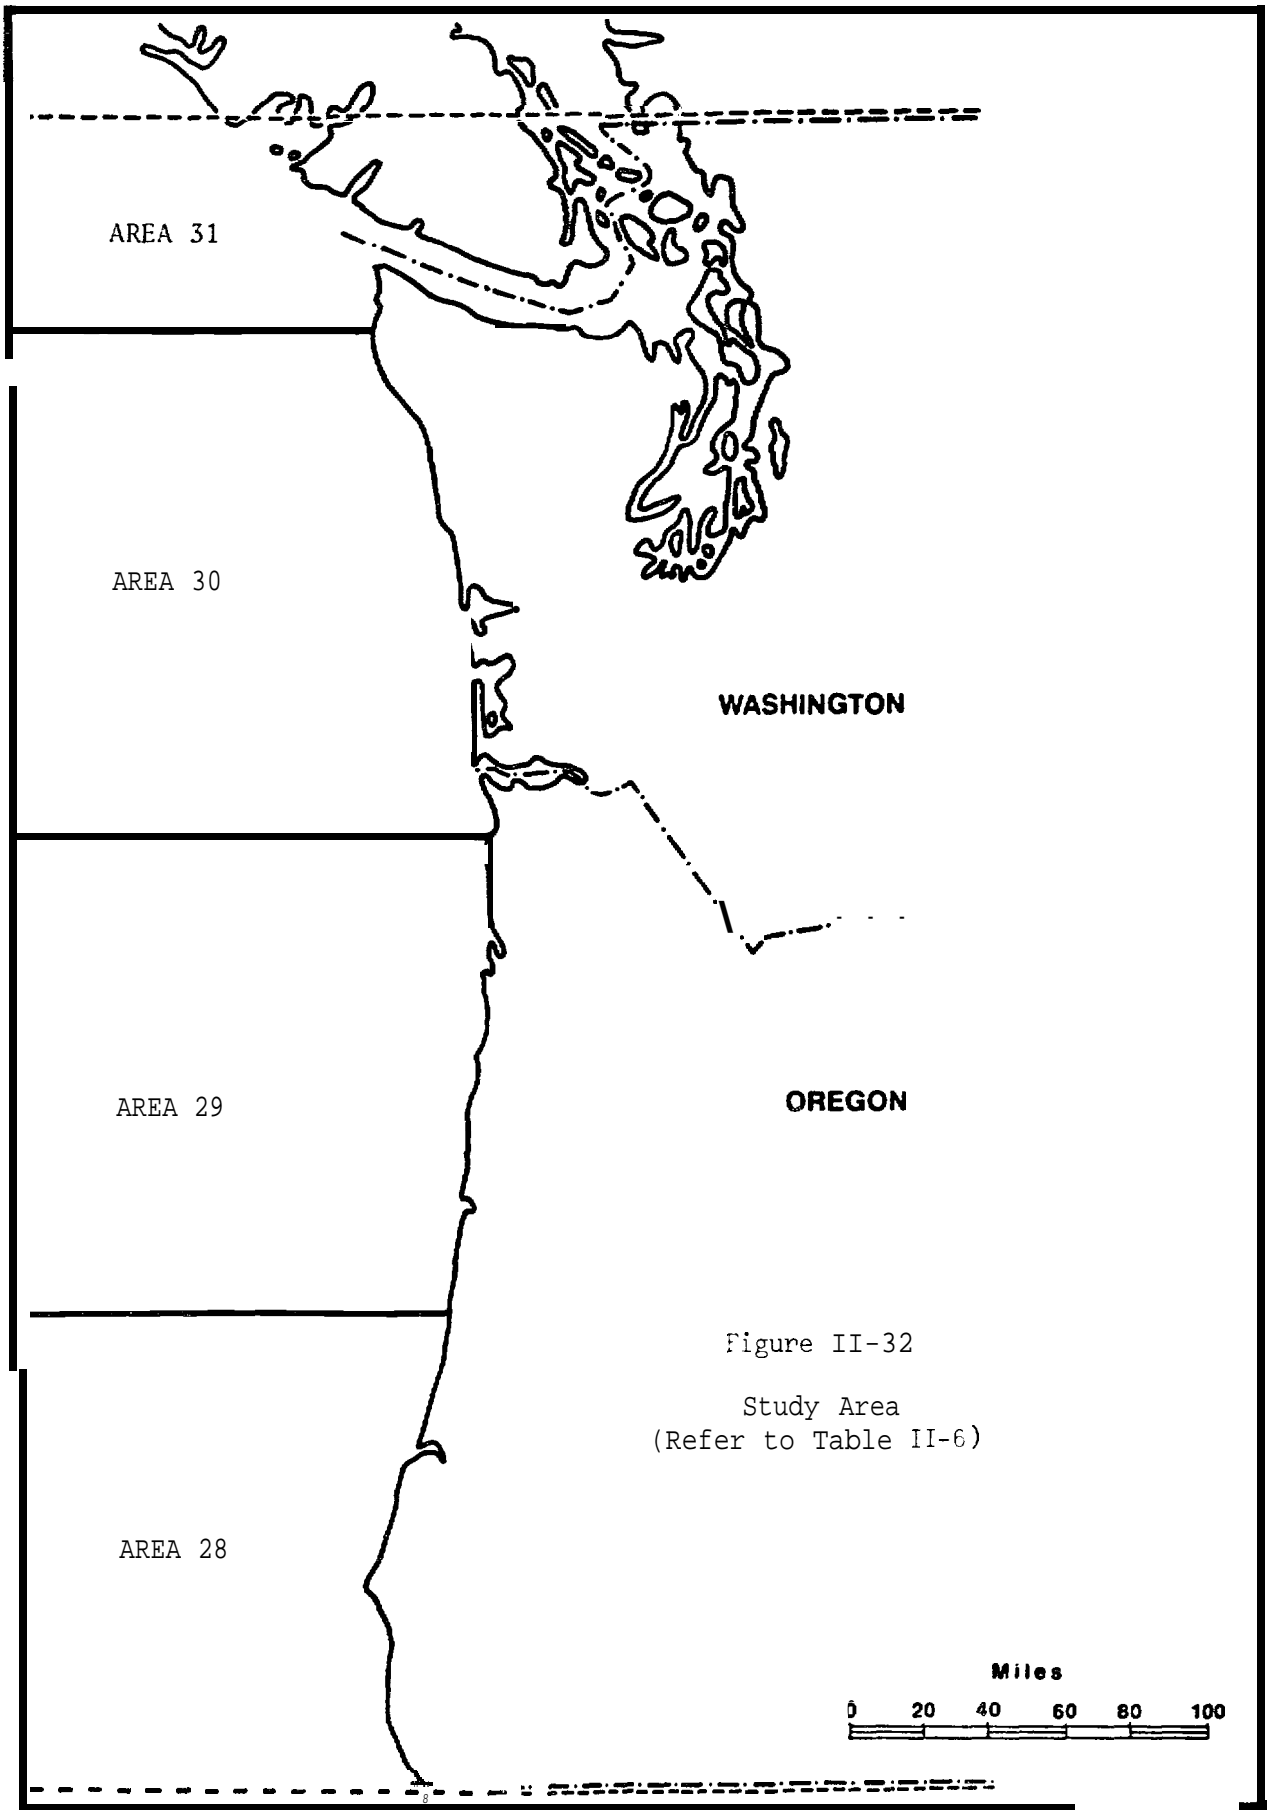 AREA 31
AREA 30
WASHINGTON
AREA 29
OREGON
Figure II-32
Study Area
(Refer to Table II-6)
AREA 28
Miles
0 20 40 60 80 100
8